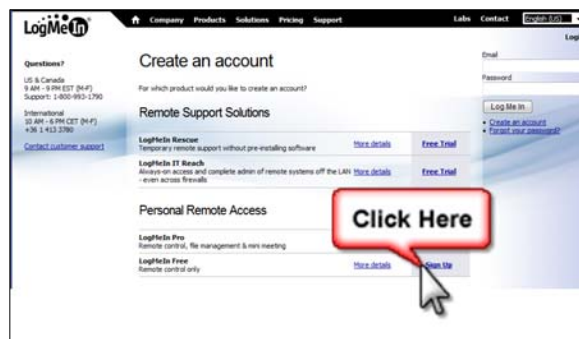 LogMeIn
Company Products Solutions Pricing Support
Labs Contact English (US)
Questions?
US & Canada
9 AM - 9 PM EST (M-F)
Support: 1-800-993-1790
International
10 AM - 6 PM CET (M-F)
+36 1 413 3780
Contact customer support
Create an account
For which product would you like to create an account?
Remote Support Solutions
LogMeIn Rescue
Temporary remote support without pre-installing software
More details Free Trial
LogMeIn IT Reach
Always-on access and complete admin of remote systems off the LAN
- even across firewalls
More details Free Trial
Personal Remote Access
LogMeIn Pro
Remote control, file management & mini meeting
LogMeIn Free
Remote control only
More details Sign Up
Click Here
Email
Password
Log Me In
Create an account
Forgot your password?